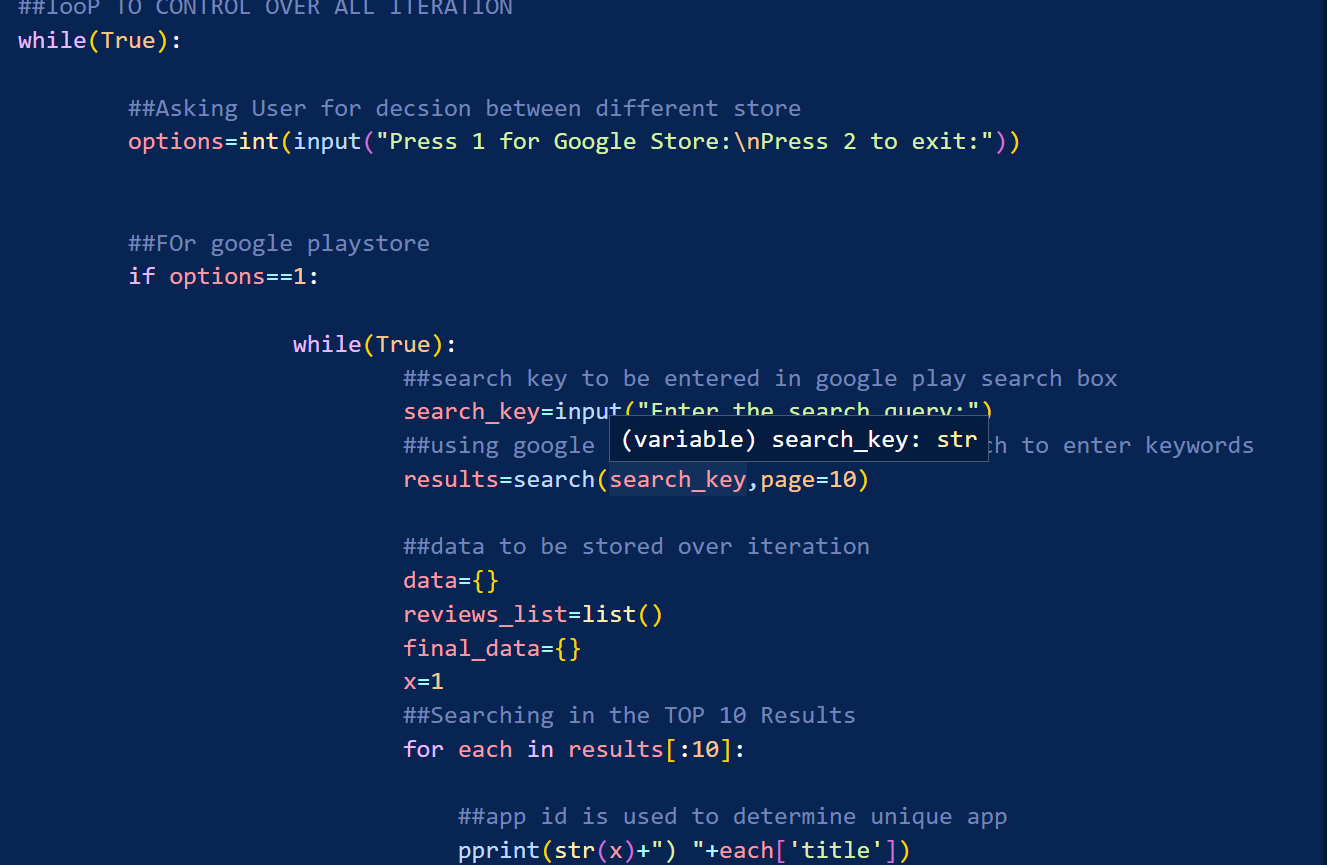 ##looP TO CONTROL OVER ALL ITERATION
while(True):
##Asking User for decsion between different store
options=int(input("Press 1 for Google Store:\nPress 2 to exit:"))
##FOr google playstore
if options==1:
while(True):
##search key to be entered in google play search box
search_key=input("Enter the search query:")
(variable) search_key: str
##using google to enter keywords
results=search(search_key,page=10)
##data to be stored over iteration
data={}
reviews_list=list()
final_data={}
x=1
##Searching in the TOP 10 Results
for each in results[:10]:
##app id is used to determine unique app
pprint(str(x)+") "+each['title'])